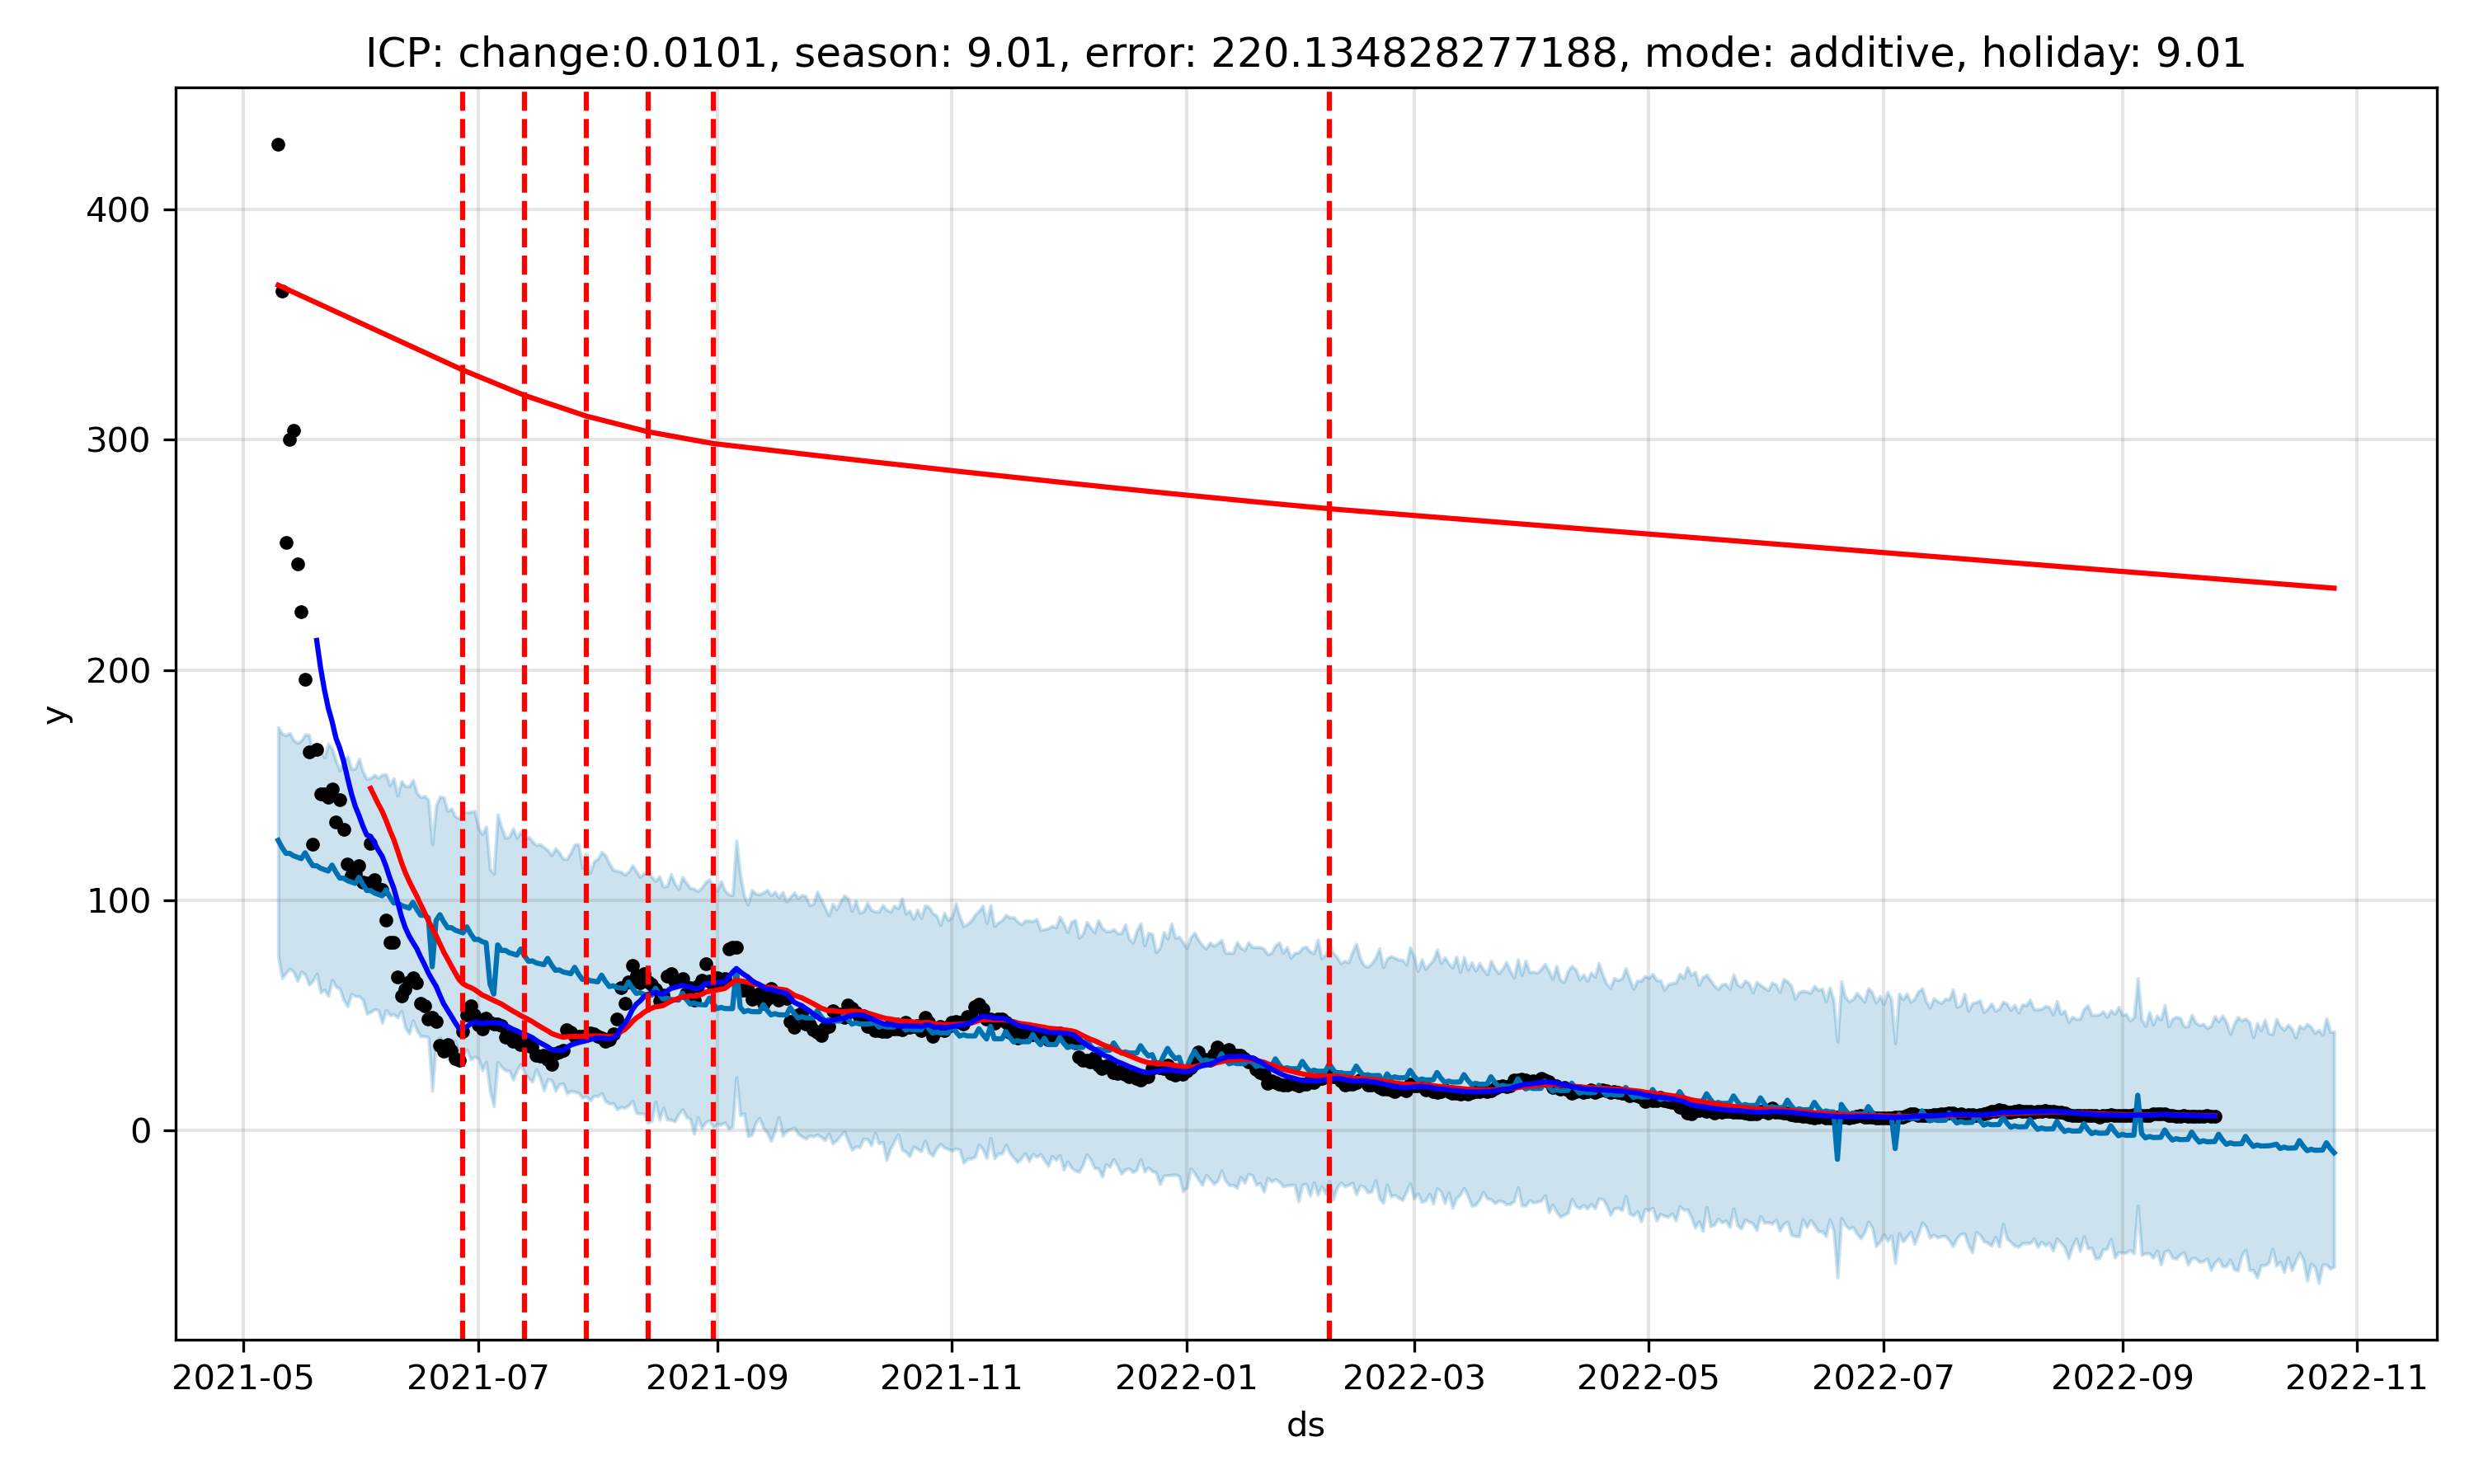 ICP: change:0.0101, season: 9.01, error: 220.134828277188, mode: additive, holiday: 9.01
400
300
200
100
0
y
2021-05 2021-07 2021-09 2021-11 2022-01 2022-03 2022-05 2022-07 2022-09 2022-11
ds